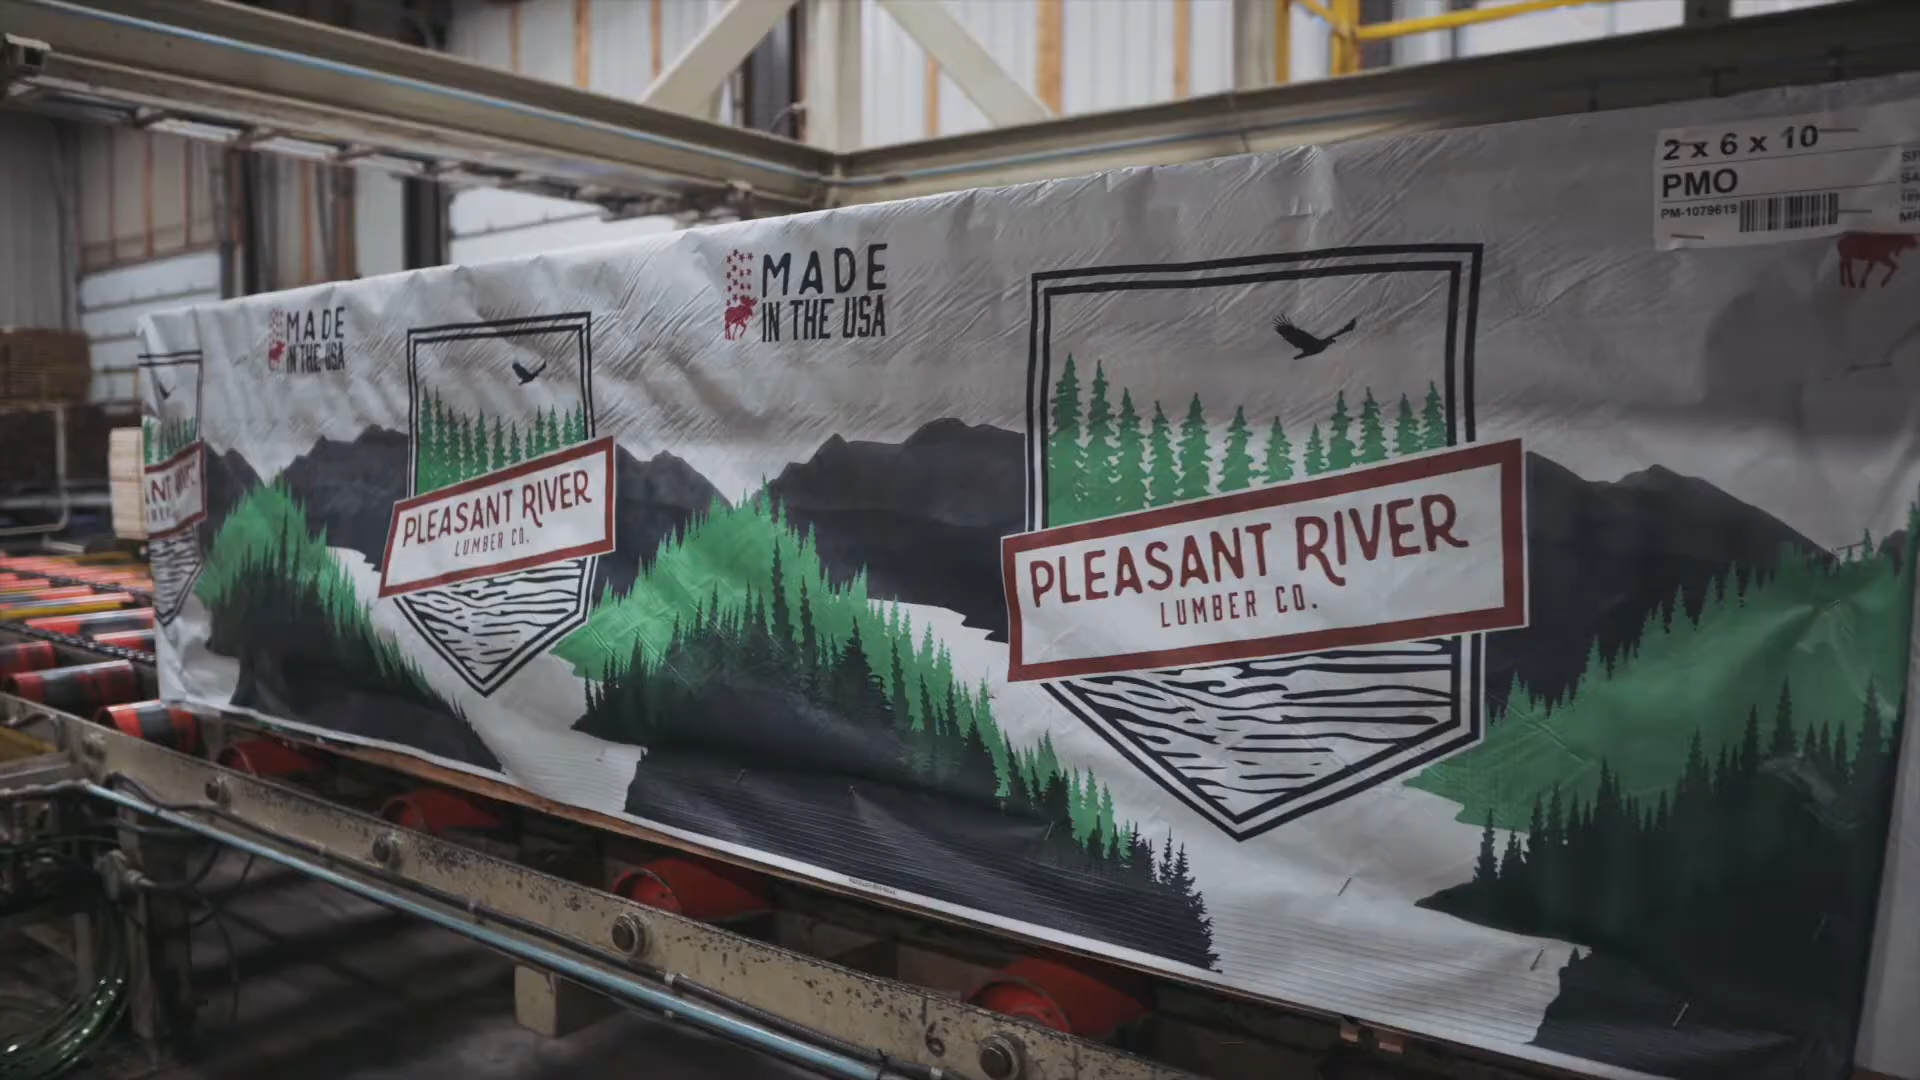 2 x 6 x 10
PMO
PM-1079619
MADE
IN THE USA
MADE
IN THE USA
PLEASANT RIVER
LUMBER CO.
PLEASANT RIVER
LUMBER CO.
6